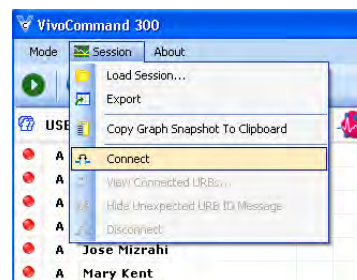 VivoCommand 300
Mode Session About
Load Session...
Export
USE
Copy Graph Snapshot To Clipboard
A
Connect
A
View Connected URBs...
A
Hide Unexpected URB ID Message
A
Disconnect
A Jose Mizrahi
A Mary Kent